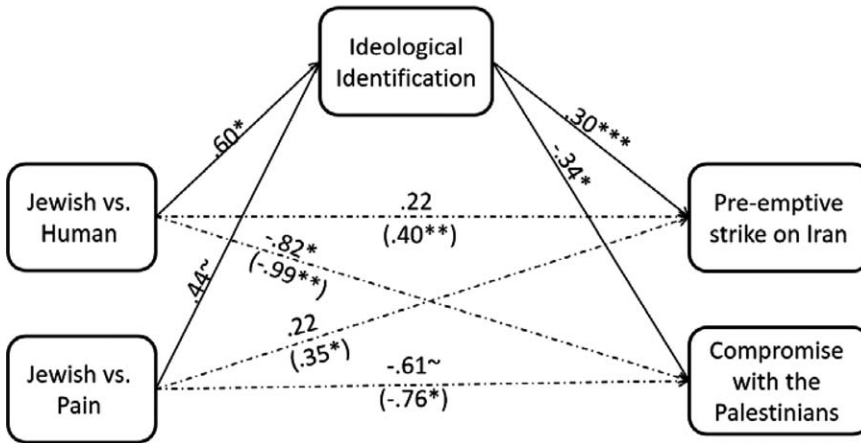 Ideological
Identification
.60*
.30***
-.34*
Jewish vs.
Human
.22
(.40**)
Pre-emptive
strike on Iran
-.82*
(-.99**)
.44~
.22
(.35*)
Jewish vs.
Pain
-.61~
(-.76*)
Compromise
with the
Palestinians